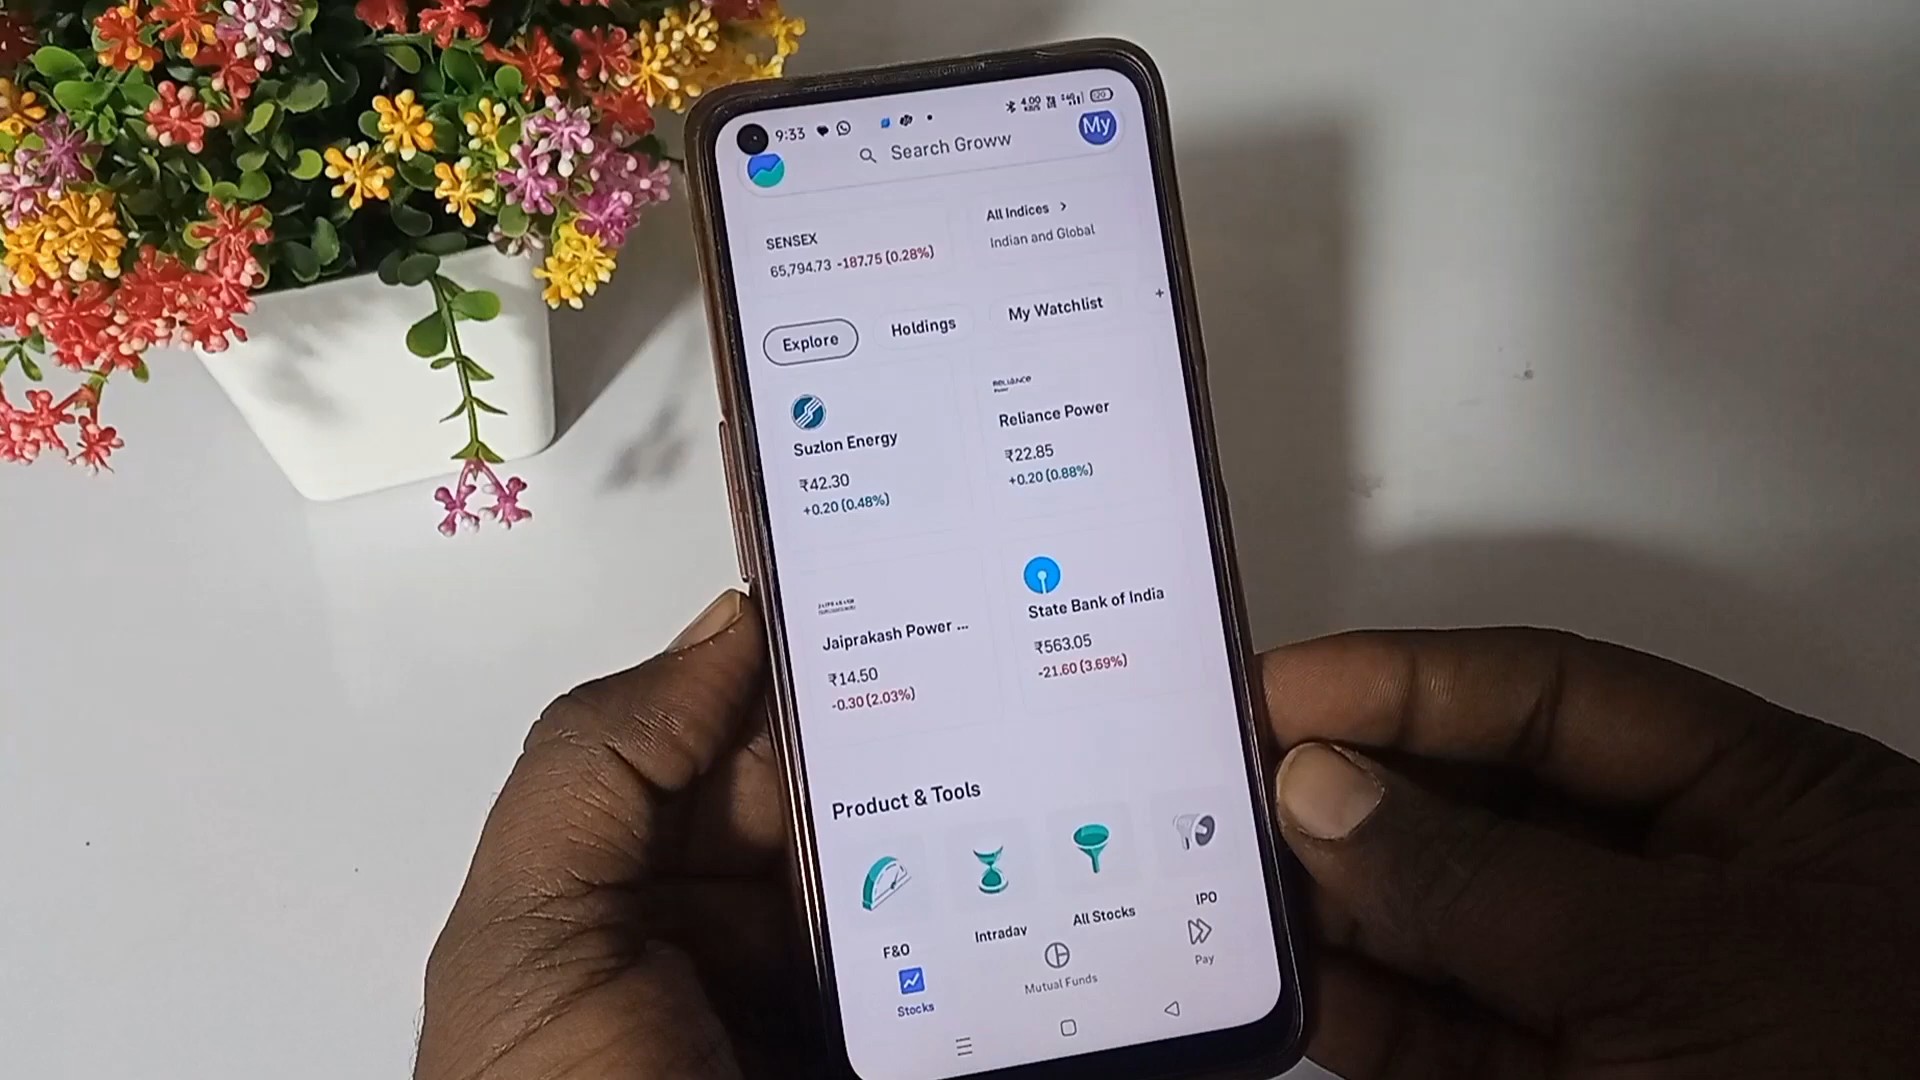 9:33
4.00
Search Groww
My
SENSEX
65,794.73 -187.75 (0.28%)
All Indices >
Indian and Global
Explore
Holdings
My Watchlist
+
Suzlon Energy
₹42.30
+0.20 (0.48%)
RELIANCE
Reliance Power
₹22.85
+0.20 (0.88%)
Jaiprakash Power ...
₹14.50
-0.30 (2.03%)
State Bank of India
₹563.05
-21.60 (3.69%)
Product & Tools
F&O
Intraday
All Stocks
IPO
Stocks
Mutual Funds
Pay